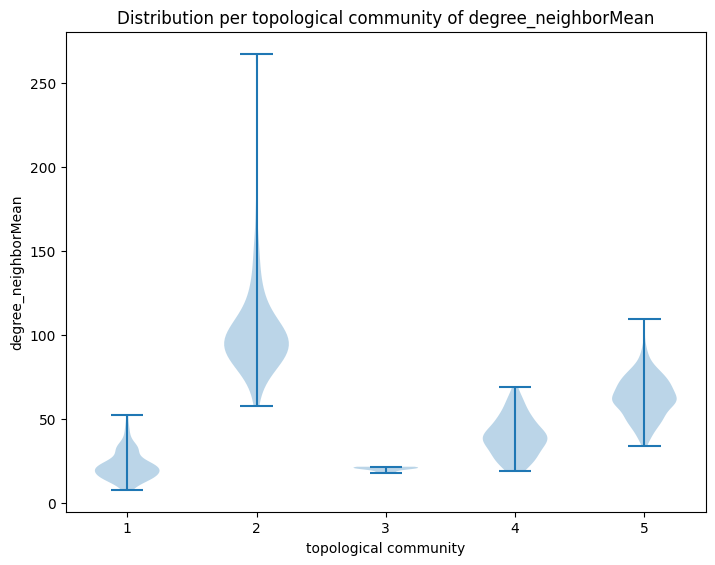 Distribution per topological community of degree_neighborMean
degree_neighborMean
250
200
150
100
50
0
1 2 3 4 5
topological community